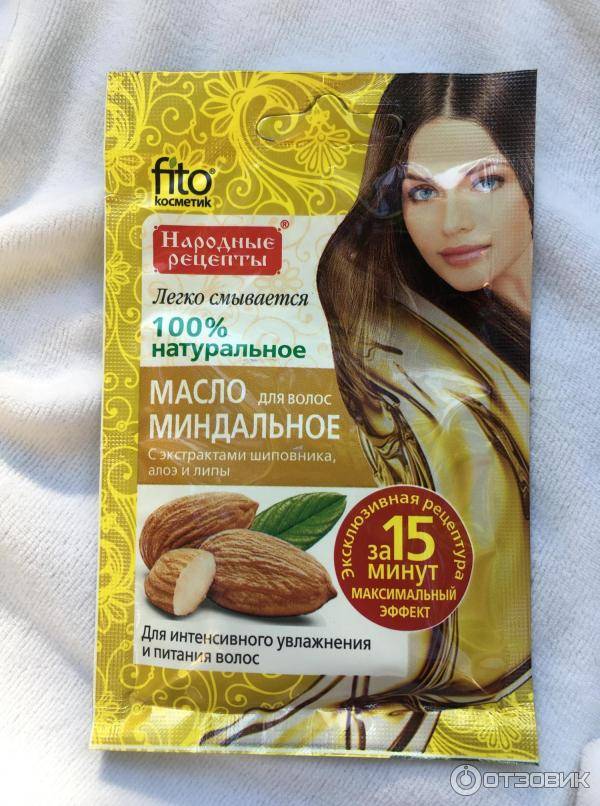 fito®
косметик
Народные
рецепты®
Легко смывается
100%
натуральное
МАСЛО для волос
МИНДАЛЬНОЕ
С экстрактами шиповника,
алоэ и липы
Эксклюзивная рецептура
за 15
минут
МАКСИМАЛЬНЫЙ
ЭФФЕКТ
Для интенсивного увлажнения
и питания волос
ОТЗОВИК